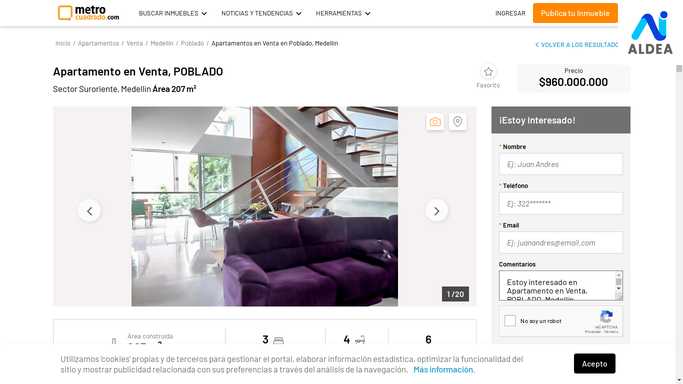 metro
cuadrado.com
BUSCAR INMUEBLES
NOTICIAS Y TENDENCIAS
HERRAMIENTAS
INGRESAR
Publica tu Inmueble
AI
ALDEA
Inicio / Apartamentos / Venta / Medellín / Poblado / Apartamentos en Venta en Poblado, Medellín
< VOLVER A LOS RESULTADO
Apartamento en Venta, POBLADO
Sector Suroriente, Medellín Área 207 m²
Favorito
Precio
$960.000.000
1 / 20
¡Estoy Interesado!
* Nombre
Ej: Juan Andres
* Teléfono
Ej: 322*******
* Email
Ej: juanandres@email.com
Comentarios
Estoy interesado en
Apartamento en Venta,
POBLADO, Medellín
No soy un robot
reCAPTCHA
Privacidad - Términos
Área construida
3
4
6
Utilizamos 'cookies' propias y de terceros para gestionar el portal, elaborar información estadística, optimizar la funcionalidad del
sitio y mostrar publicidad relacionada con sus preferencias a través del análisis de la navegación. Más información.
Acepto